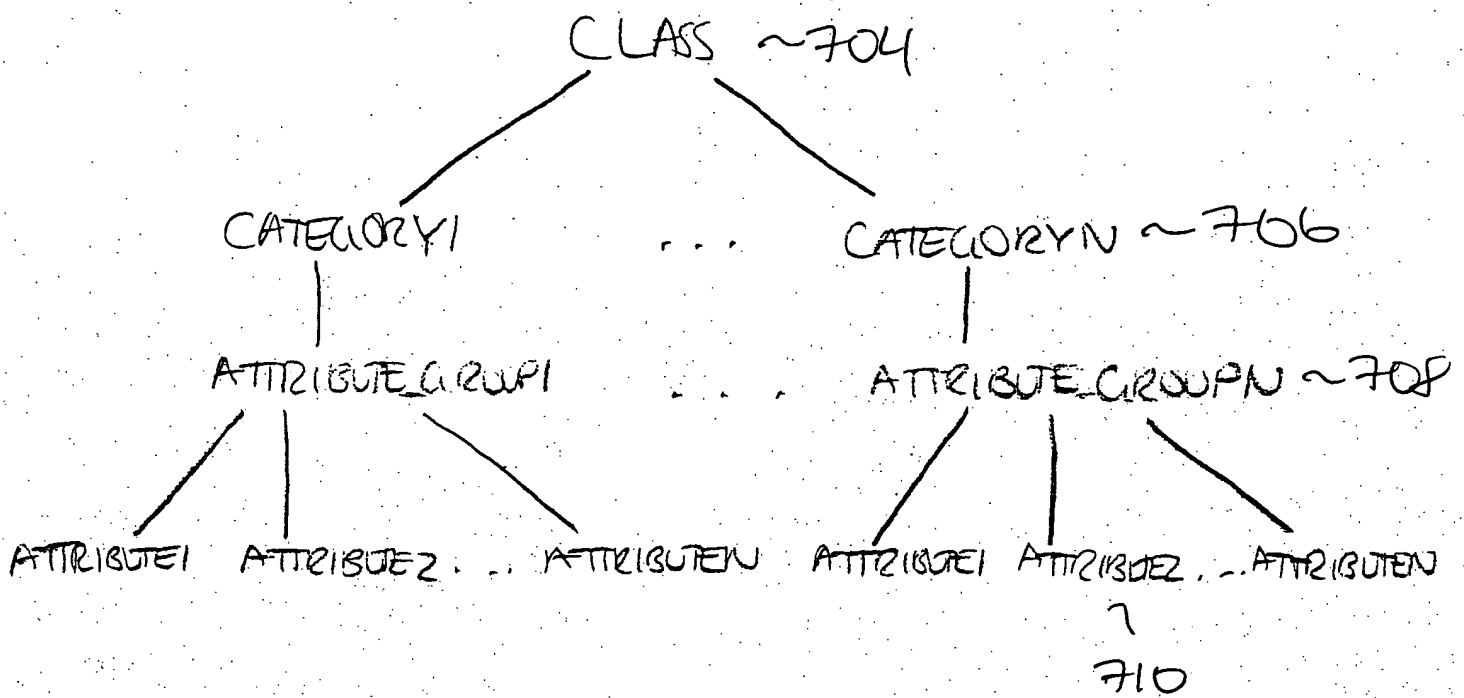 CLASS ~704
CATEGORY1 ... CATEGORYN ~706
ATTRIBUTE_GROUP1 ... ATTRIBUTE_GROUPN ~708
ATTRIBUTE1 ATTRIBUTE2 ... ATTRIBUTEN ATTRIBUTE1 ATTRIBUTE2 ... ATTRIBUTEN
~
710